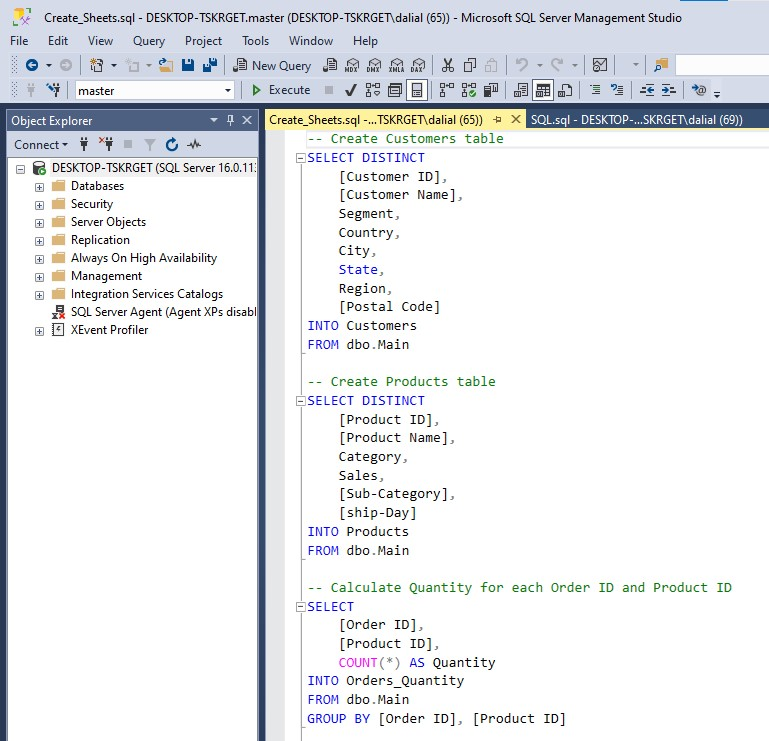 Create_Sheets.sql - DESKTOP-TSKRGET.master (DESKTOP-TSKRGET\dalial (65)) - Microsoft SQL Server Management Studio
File Edit View Query Project Tools Window Help
New Query MDX DMX XMLA DAX
master Execute
Object Explorer
Create_Sheets.sql -...TSKRGET\dalial (65)) SQL.sql - DESKTOP-...SKRGET\dalial (69))
Connect
DESKTOP-TSKRGET (SQL Server 16.0.11
Databases
Security
Server Objects
Replication
Always On High Availability
Management
Integration Services Catalogs
SQL Server Agent (Agent XPs disabl
XEvent Profiler
-- Create Customers table
SELECT DISTINCT
[Customer ID],
[Customer Name],
Segment,
Country,
City,
State,
Region,
[Postal Code]
INTO Customers
FROM dbo.Main
-- Create Products table
SELECT DISTINCT
[Product ID],
[Product Name],
Category,
Sales,
[Sub-Category],
[ship-Day]
INTO Products
FROM dbo.Main
-- Calculate Quantity for each Order ID and Product ID
SELECT
[Order ID],
[Product ID],
COUNT(*) AS Quantity
INTO Orders_Quantity
FROM dbo.Main
GROUP BY [Order ID], [Product ID]